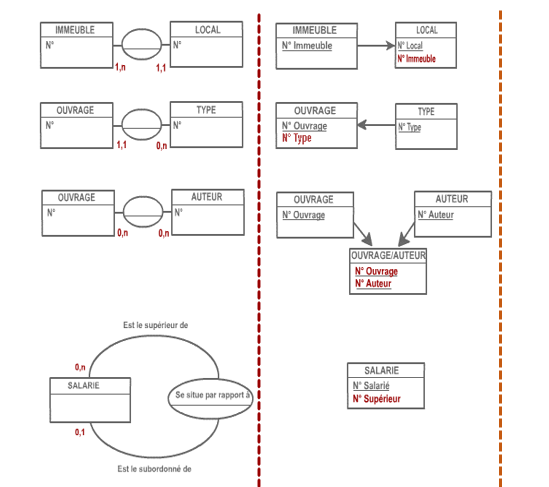 IMMEUBLE
N°
LOCAL
N°
1,n
1,1
IMMEUBLE
N° Immeuble
LOCAL
N° Local
N° Immeuble
OUVRAGE
N°
TYPE
N°
1,1
0,n
OUVRAGE
N° Ouvrage
N° Type
TYPE
N° Type
OUVRAGE
N°
AUTEUR
N°
0,n
0,n
OUVRAGE
N° Ouvrage
AUTEUR
N° Auteur
OUVRAGE/AUTEUR
N° Ouvrage
N° Auteur
Est le supérieur de
0,n
SALARIE
Se situe par rapport à
0,1
Est le subordonné de
SALARIE
N° Salarié
N° Supérieur